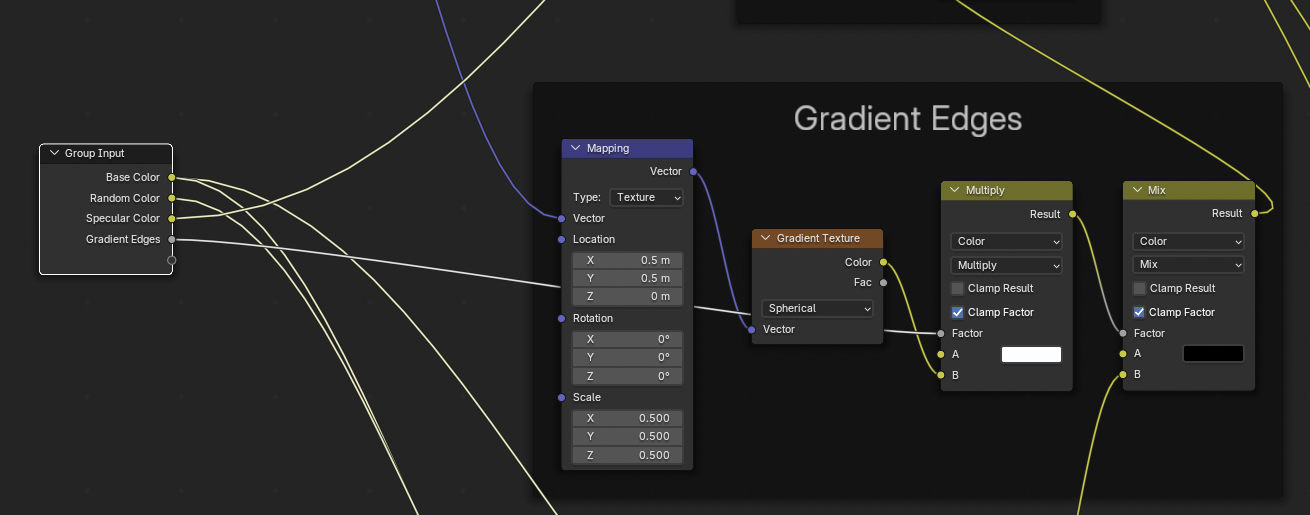 Gradient Edges
Group Input
Base Color
Random Color
Specular Color
Gradient Edges
Mapping
Vector
Type: Texture
Vector
Location
X 0.5 m
Y 0.5 m
Z 0 m
Rotation
X 0°
Y 0°
Z 0°
Scale
X 0.500
Y 0.500
Z 0.500
Gradient Texture
Color
Fac
Spherical
Vector
Multiply
Result
Color
Multiply
Clamp Result
Clamp Factor
Factor
A
B
Mix
Result
Color
Mix
Clamp Result
Clamp Factor
Factor
A
B